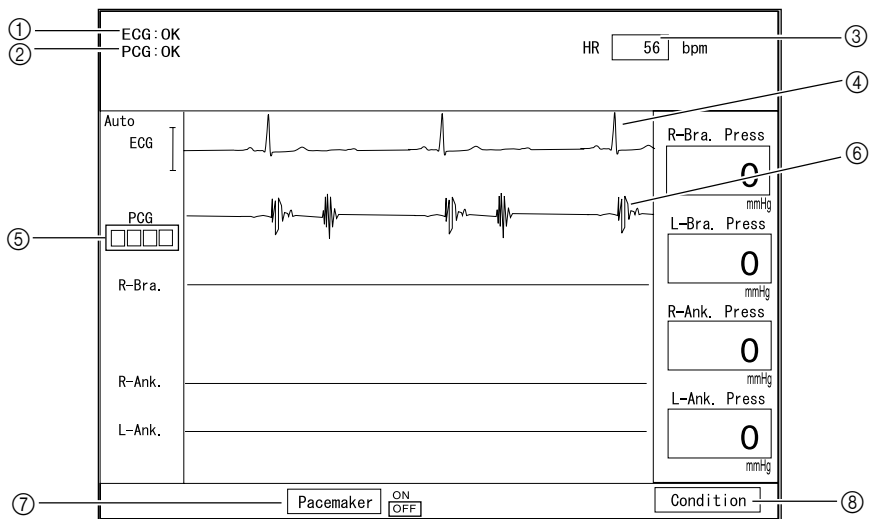 ① ECG:OK
② PCG:OK
HR 56 bpm ③
④
Auto
ECG
R-Bra. Press
0
mmHg
⑥
PCG
⑤
L-Bra. Press
0
mmHg
R-Bra.
R-Ank. Press
0
mmHg
R-Ank.
L-Ank. Press
0
mmHg
L-Ank.
⑦ Pacemaker ON
OFF
Condition ⑧